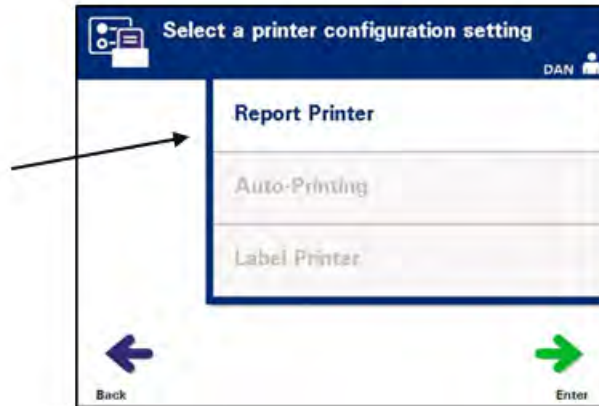 Select a printer configuration setting
DAN
Report Printer
Auto-Printing
Label Printer
Back
Enter